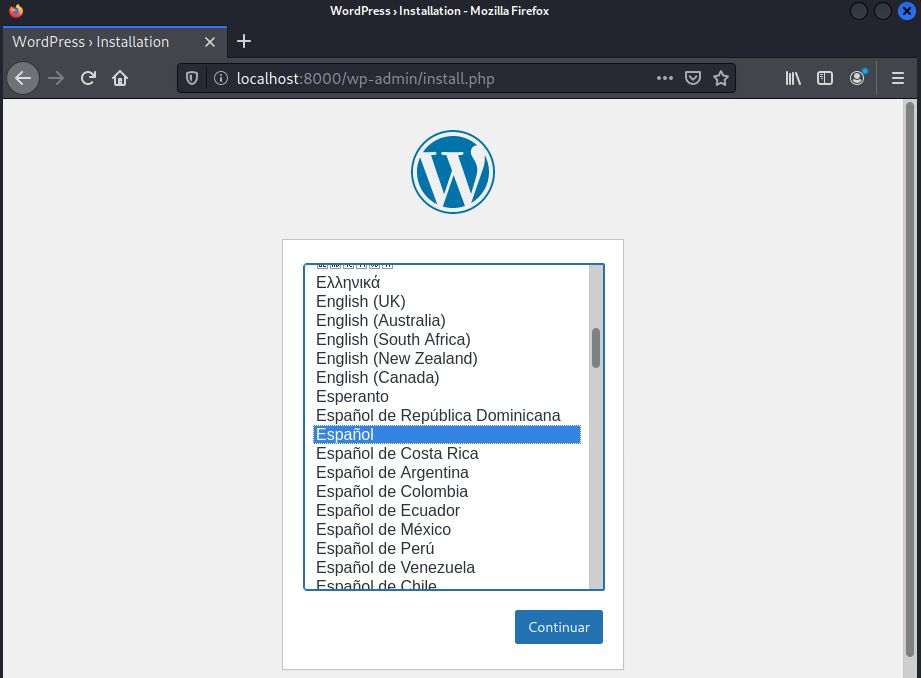 WordPress › Installation - Mozilla Firefox
WordPress › Installation
localhost:8000/wp-admin/install.php
Ελληνικά
English (UK)
English (Australia)
English (South Africa)
English (New Zealand)
English (Canada)
Esperanto
Español de República Dominicana
Español
Español de Costa Rica
Español de Argentina
Español de Colombia
Español de Ecuador
Español de México
Español de Perú
Español de Venezuela
Español de Chile
Continuar